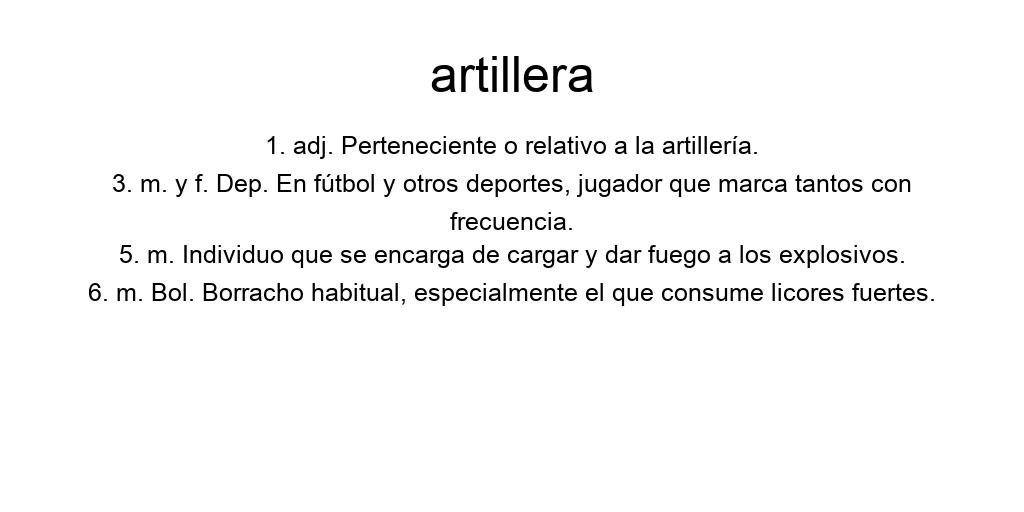 artillera
1. adj. Perteneciente o relativo a la artillería.
3. m. y f. Dep. En fútbol y otros deportes, jugador que marca tantos con
frecuencia.
5. m. Individuo que se encarga de cargar y dar fuego a los explosivos.
6. m. Bol. Borracho habitual, especialmente el que consume licores fuertes.